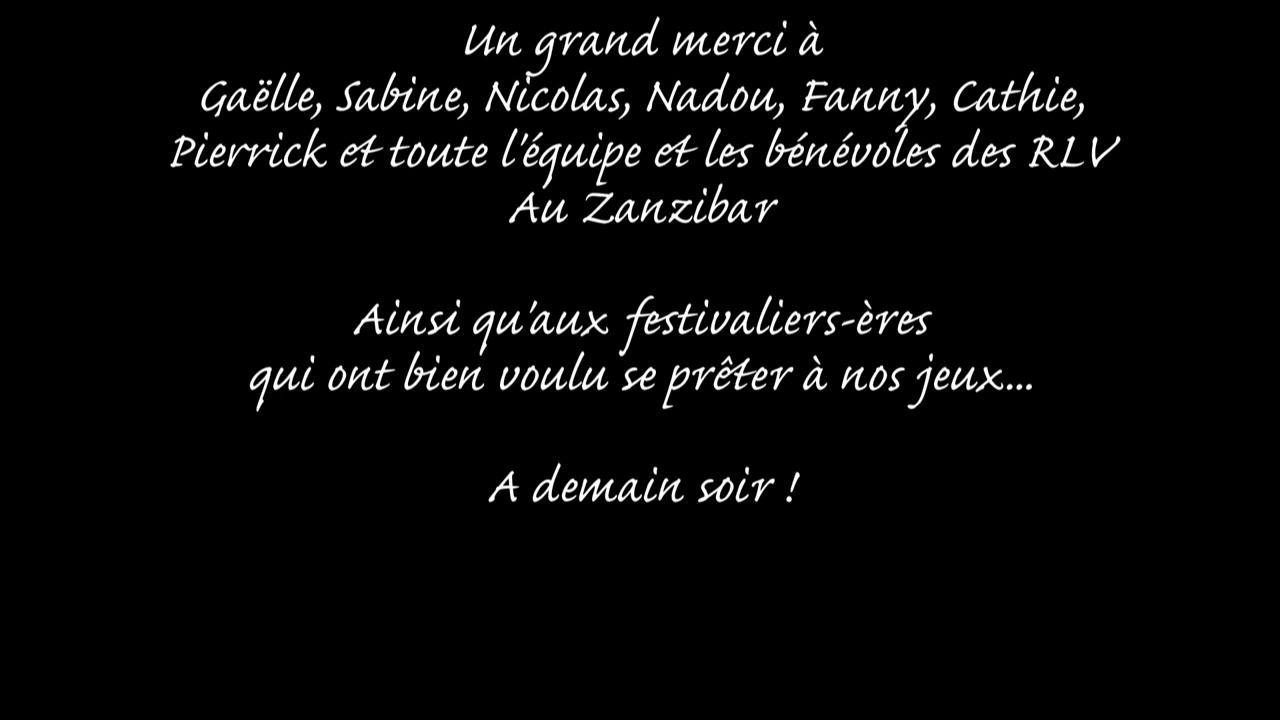 Un grand merci à
Gaëlle, Sabine, Nicolas, Nadou, Fanny, Cathie,
Pierrick et toute l'équipe et les bénévoles des RLV
Au Zanzibar
Ainsi qu'aux festivaliers-ères
qui ont bien voulu se prêter à nos jeux...
A demain soir !